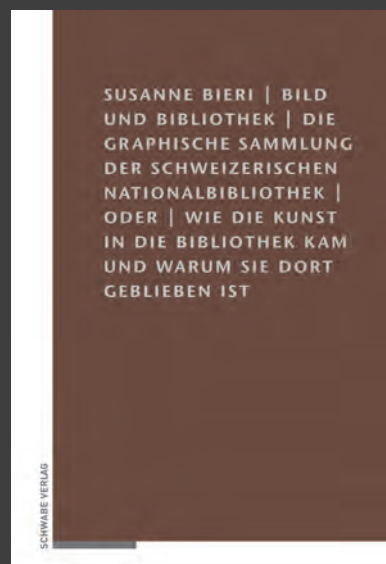 SUSANNE BIERI | BILD
UND BIBLIOTHEK | DIE
GRAPHISCHE SAMMLUNG
DER SCHWEIZERISCHEN
NATIONALBIBLIOTHEK |
ODER | WIE DIE KUNST
IN DIE BIBLIOTHEK KAM
UND WARUM SIE DORT
GEBLIEBEN IST
SCHWABE VERLAG